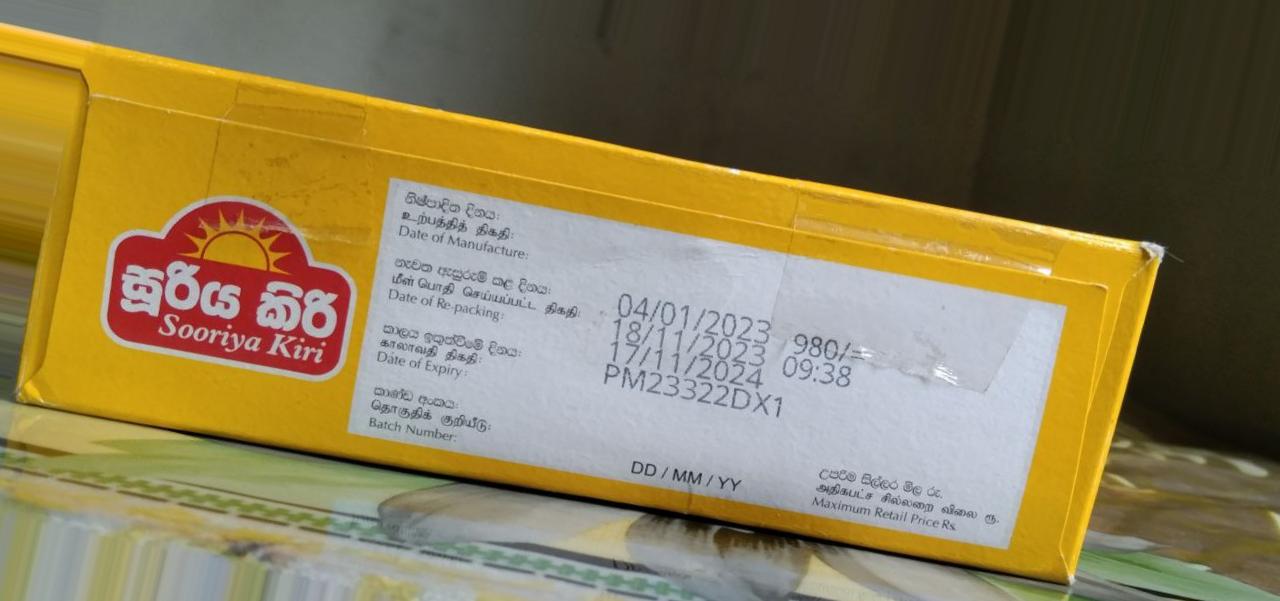 සූරිය කිරි
Sooriya Kiri
නිෂ්පාදිත දිනය:
உற்பத்தித் திகதி:
Date of Manufacture:
නැවත ඇසුරුම් කළ දිනය:
மீள் பொதி செய்யப்பட்ட திகதி:
Date of Re-packing:
කාලය ඉකුත්වීමේ දිනය:
காலாவதி திகதி:
Date of Expiry:
කාණ්ඩ අංකය:
தொகுதிக் குறியீடு:
Batch Number:
04/01/2023
18/11/2023 980/=
17/11/2024 09:38
PM23322DX1
DD / MM / YY
උපරිම සිල්ලර මිල රු.
அதிகபட்ச சில்லறை விலை ரூ.
Maximum Retail Price Rs.